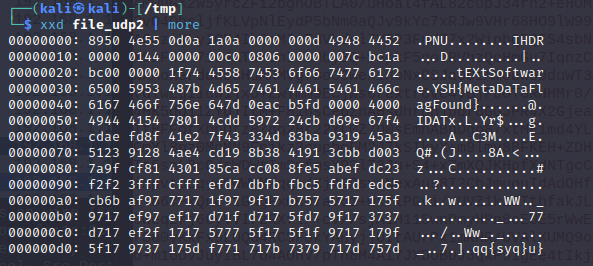 ┌──(kali㉿kali)-[/tmp]
└─$ xxd file_udp2 | more
00000000: 8950 4e55 0d0a 1a0a 0000 000d 4948 4452  .PNU........IHDR
00000010: 0000 0144 0000 00c0 0806 0000 007c bc1a  ...D.........|..
00000020: bc00 0000 1f74 4558 7453 6f66 7477 6172  .....tEXtSoftwar
00000030: 6500 5953 487b 4d65 7461 4461 5461 466c  e.YSH{MetaDaTaFl
00000040: 6167 466f 756e 647d 0eac b5fd 0000 4000  agFound}......@.
00000050: 4944 4154 7801 4cdd 5972 24cb d69e 67f4  IDATx.L.Yr$...g.
00000060: cdae fd8f 41e2 7f43 334d 83ba 9319 45a3  ....A..C3M....E.
00000070: 5123 9128 4ae4 cd19 8b38 4191 3cbb d003  Q#.(J....8A.<...
00000080: 7a9f cf81 4301 85ca cc08 8fe5 abef dc23  z...C..........#
00000090: f2f2 3fff cfff efd7 dbfb fbc5 fdfd edc5  ..?.............
000000a0: cb6b af97 7717 1f97 9f17 b757 5717 175f  .k..w......WW.._
000000b0: 9717 ef97 ef17 d71f d717 5fd7 9f17 3737  .........._...77
000000c0: d717 ef2f 1f17 5777 5f17 5f1f 9717 179f  .../..Ww_._.....
000000d0: 5f17 9737 175d f771 717b 7379 717d 757d  _..7.].qq{syq}u}